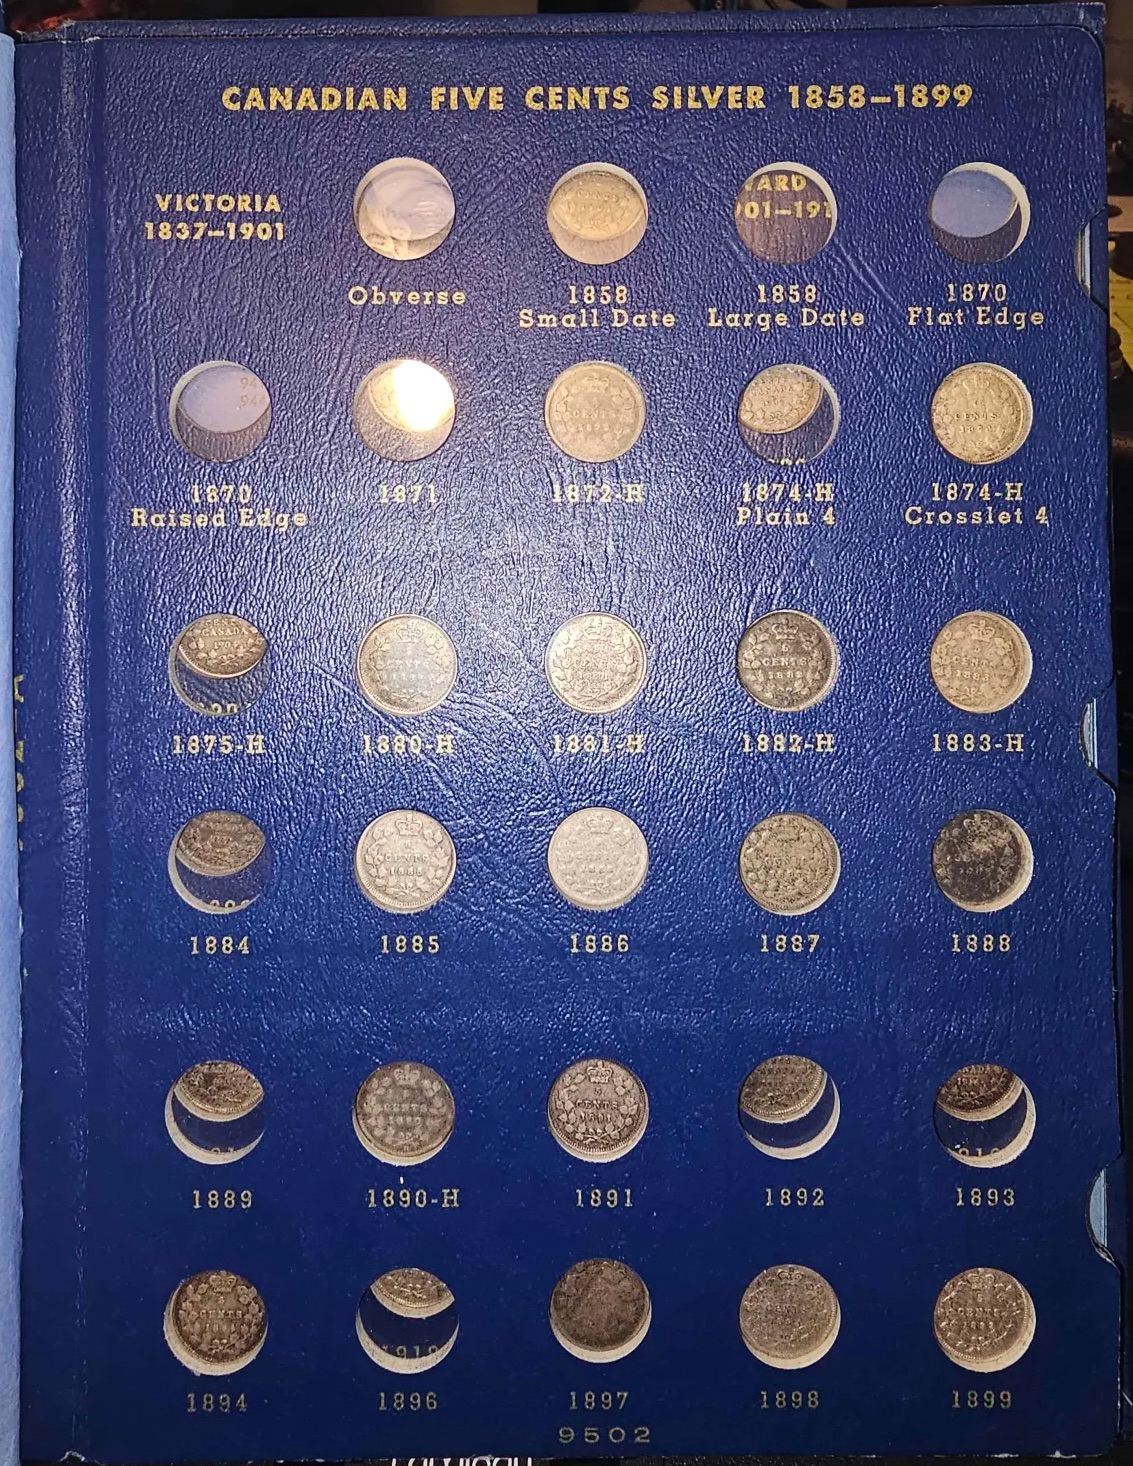 CANADIAN FIVE CENTS SILVER 1858–1899
VICTORIA
1837–1901
Obverse
1858
Small Date
1858
Large Date
1870
Flat Edge
1870
Raised Edge
1871
1872-H
1874-H
Plain 4
1874-H
Crosslet 4
1875-H
1880-H
1881-H
1882-H
1883-H
1884
1885
1886
1887
1888
1889
1890-H
1891
1892
1893
1894
1896
1897
1898
1899
9502